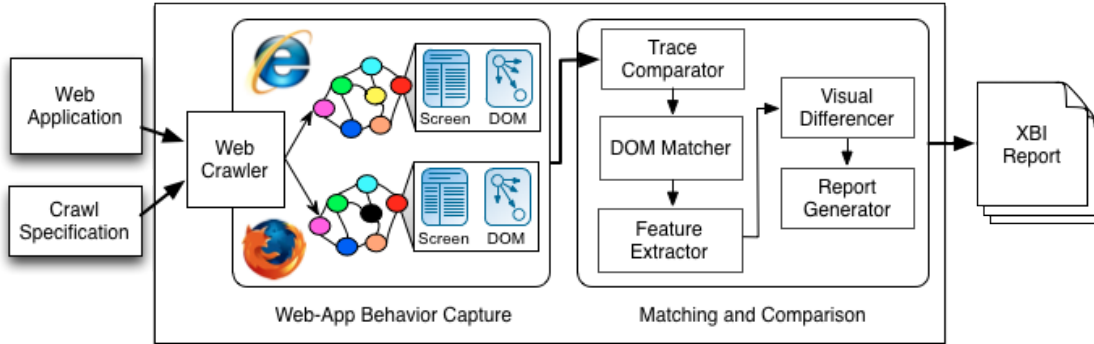 Web
Application
Crawl
Specification
Web
Crawler
Screen
DOM
Screen
DOM
Web-App Behavior Capture
Trace
Comparator
DOM Matcher
Feature
Extractor
Visual
Differencer
Report
Generator
Matching and Comparison
XBI
Report